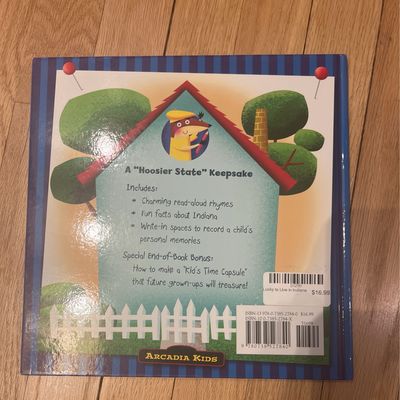 A "Hoosier State" Keepsake
Includes:
Charming read-aloud rhymes
Fun facts about Indiana
Write-in spaces to record a child's
personal memories
Special End-of-Book Bonus:
How to make a "Kid's Time Capsule"
that future grown-ups will treasure!
Lucky to Live in Indiana
$16.99
ARCADIA KIDS